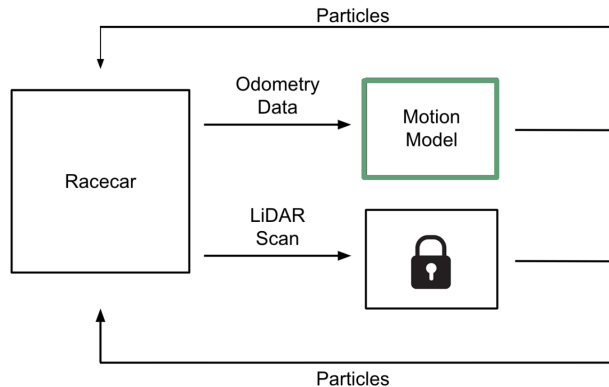 Particles
Odometry
Data
Motion
Model
Racecar
LiDAR
Scan
Particles